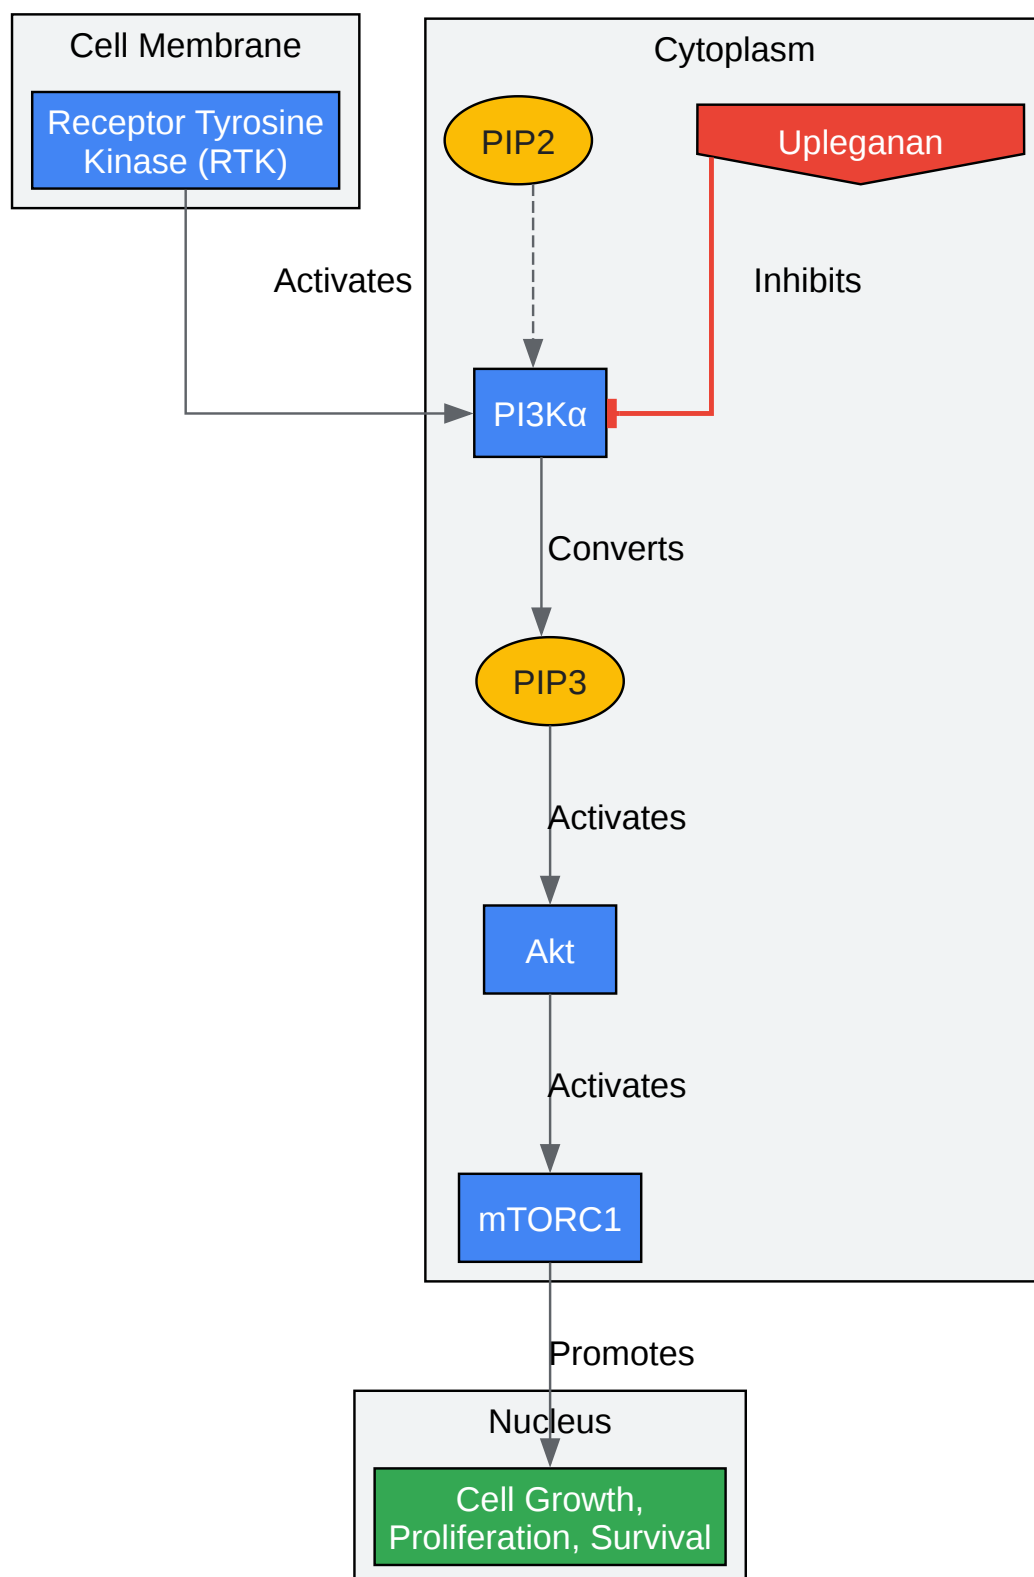 Cell Membrane
Receptor Tyrosine
Kinase (RTK)
Cytoplasm
PIP2
Upleganan
Activates
Inhibits
PI3Kα
Converts
PIP3
Activates
Akt
Activates
mTORC1
Promotes
Nucleus
Cell Growth,
Proliferation, Survival